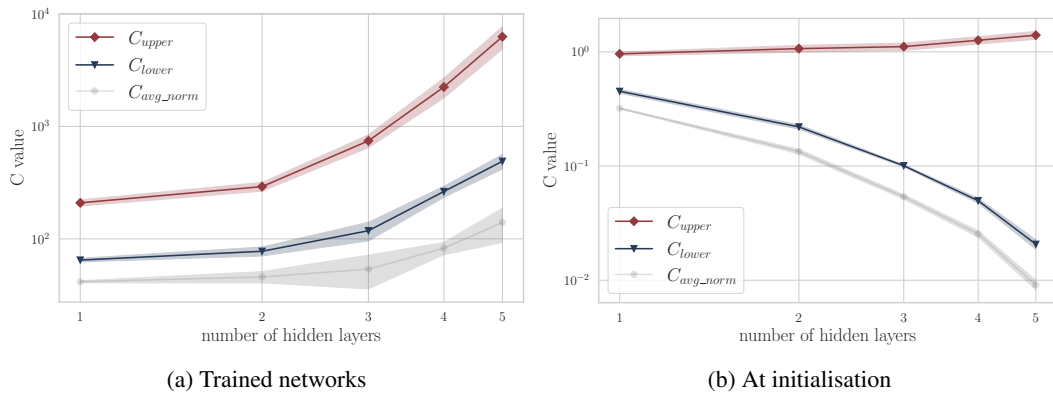 10^4
10^3
10^2
C value
C_upper
C_lower
C_avg_norm
1 2 3 4 5
number of hidden layers
(a) Trained networks
10^0
10^−1
10^−2
C value
C_upper
C_lower
C_avg_norm
1 2 3 4 5
number of hidden layers
(b) At initialisation